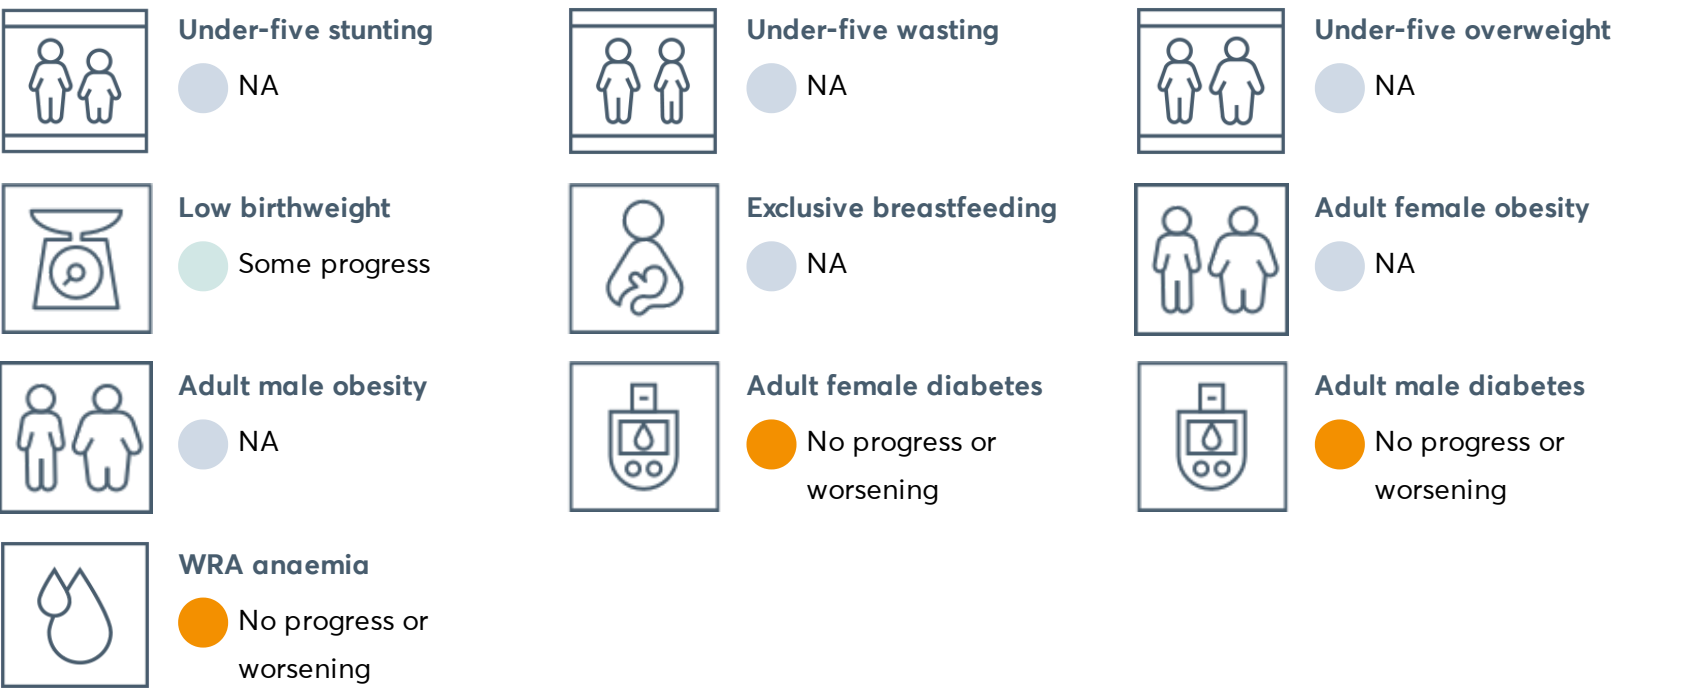 Under-five stunting
NA
Under-five wasting
NA
Under-five overweight
NA
Low birthweight
Some progress
Exclusive breastfeeding
NA
Adult female obesity
NA
Adult male obesity
NA
Adult female diabetes
No progress or
worsening
Adult male diabetes
No progress or
worsening
WRA anaemia
No progress or
worsening